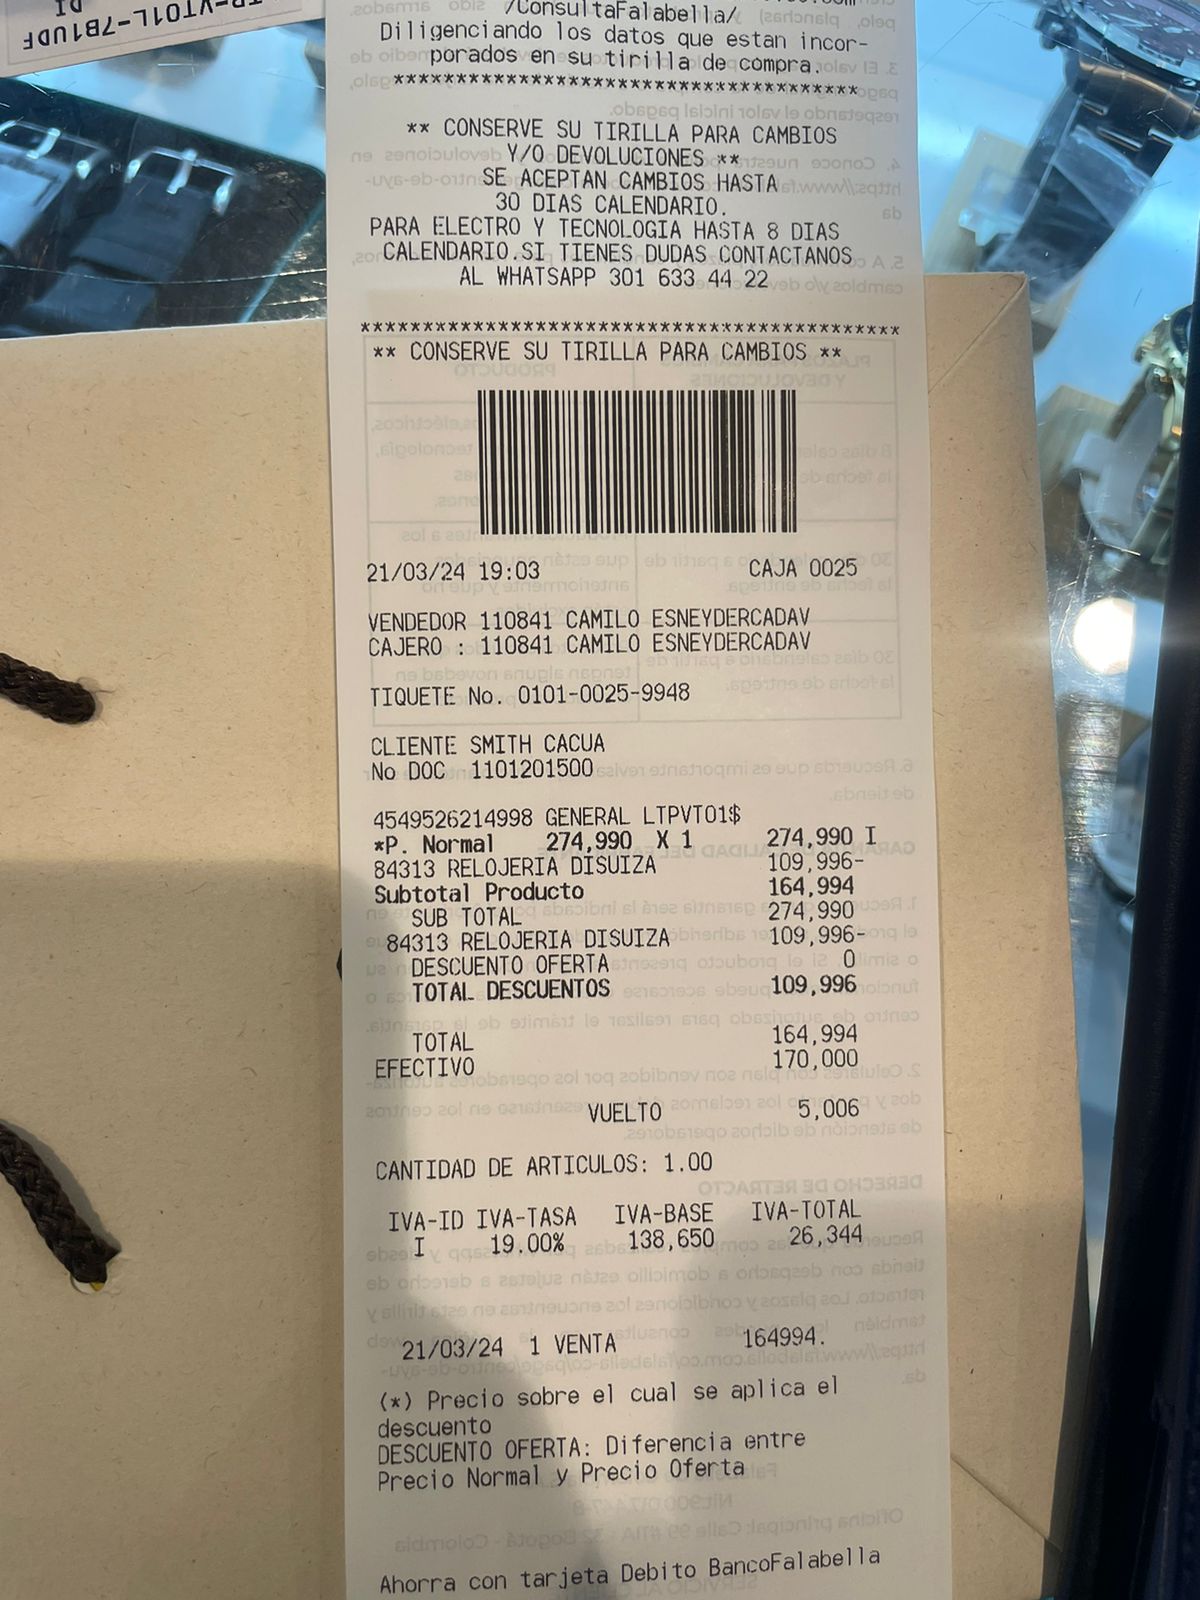 /ConsultaFalabella/
Diligenciando los datos que estan incor-
porados en su tirilla de compra.
*************************************
** CONSERVE SU TIRILLA PARA CAMBIOS
Y/O DEVOLUCIONES **
SE ACEPTAN CAMBIOS HASTA
30 DIAS CALENDARIO.
PARA ELECTRO Y TECNOLOGIA HASTA 8 DIAS
CALENDARIO.SI TIENES DUDAS CONTACTANOS
AL WHATSAPP 301 633 44 22
*******************************************
** CONSERVE SU TIRILLA PARA CAMBIOS **
21/03/24 19:03 CAJA 0025
VENDEDOR 110841 CAMILO ESNEYDERCADAV
CAJERO : 110841 CAMILO ESNEYDERCADAV
TIQUETE No. 0101-0025-9948
CLIENTE SMITH CACUA
No DOC 1101201500
4549526214998 GENERAL LTPVT01$
*P. Normal 274,990 X 1 274,990 I
84313 RELOJERIA DISUIZA 109,996-
Subtotal Producto 164,994
SUB TOTAL 274,990
84313 RELOJERIA DISUIZA 109,996-
DESCUENTO OFERTA 0
TOTAL DESCUENTOS 109,996
TOTAL 164,994
EFECTIVO 170,000
VUELTO 5,006
CANTIDAD DE ARTICULOS: 1.00
IVA-ID IVA-TASA IVA-BASE IVA-TOTAL
I 19.00% 138,650 26,344
21/03/24 1 VENTA 164994.
(*) Precio sobre el cual se aplica el
descuento
DESCUENTO OFERTA: Diferencia entre
Precio Normal y Precio Oferta
Ahorra con tarjeta Debito BancoFalabella